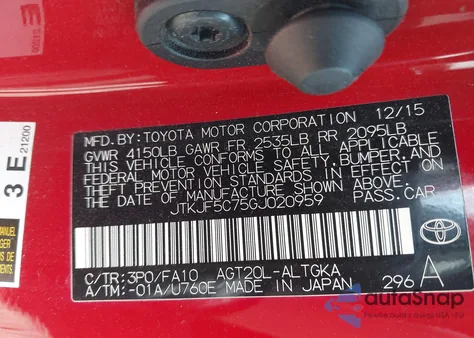 MFD.BY:TOYOTA MOTOR CORPORATION 12/15
GVWR 4150LB GAWR FR 2535LB RR 2095LB
THIS VEHICLE CONFORMS TO ALL APPLICABLE
FEDERAL MOTOR VEHICLE SAFETY, BUMPER, AND
THEFT PREVENTION STANDARDS IN EFFECT ON
THE DATE OF MANUFACTURE SHOWN ABOVE.
JTKJF5C75GJ020959 PASS.CAR
C/TR:3P0/FA10 AGT20L-ALTGKA
A/TM:-01A/U760E MADE IN JAPAN 296 A
TOYOTA
3 E
21200
autoSnap